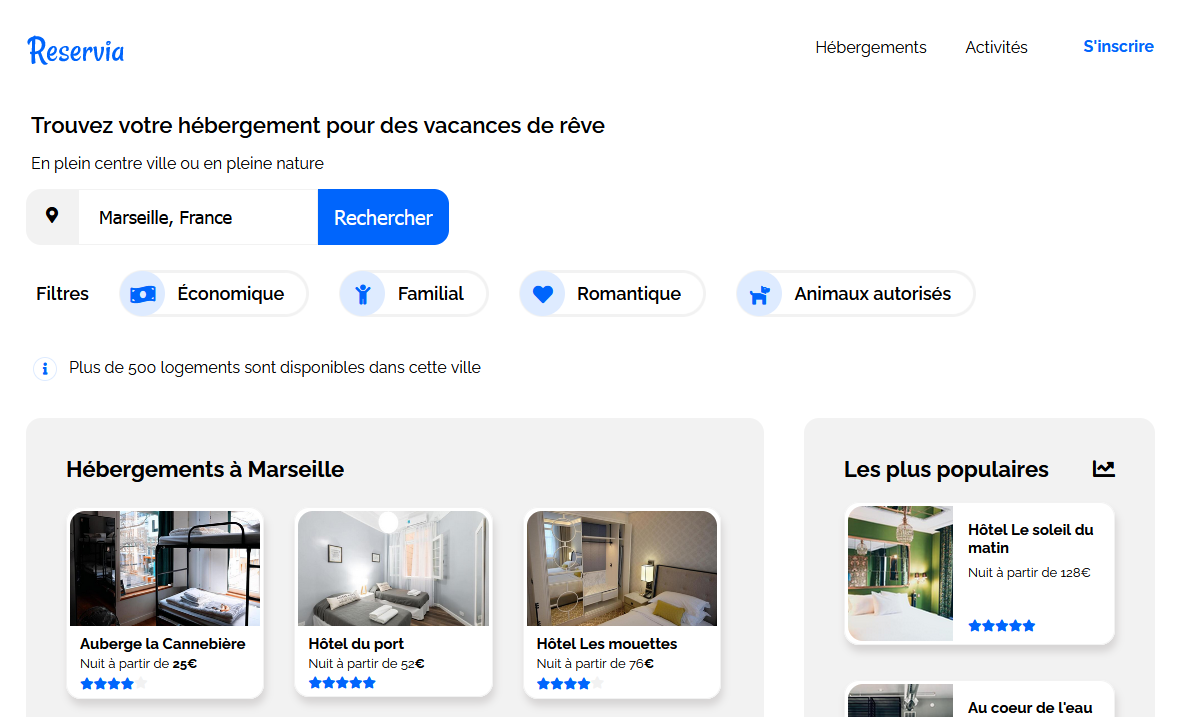 Reservia
Hébergements
Activités
S'inscrire
Trouvez votre hébergement pour des vacances de rêve
En plein centre ville ou en pleine nature
Marseille, France
Rechercher
Filtres
Économique
Familial
Romantique
Animaux autorisés
Plus de 500 logements sont disponibles dans cette ville
Hébergements à Marseille
Auberge la Cannebière
Nuit à partir de 25€
Hôtel du port
Nuit à partir de 52€
Hôtel Les mouettes
Nuit à partir de 76€
Les plus populaires
Hôtel Le soleil du
matin
Nuit à partir de 128€
Au coeur de l'eau